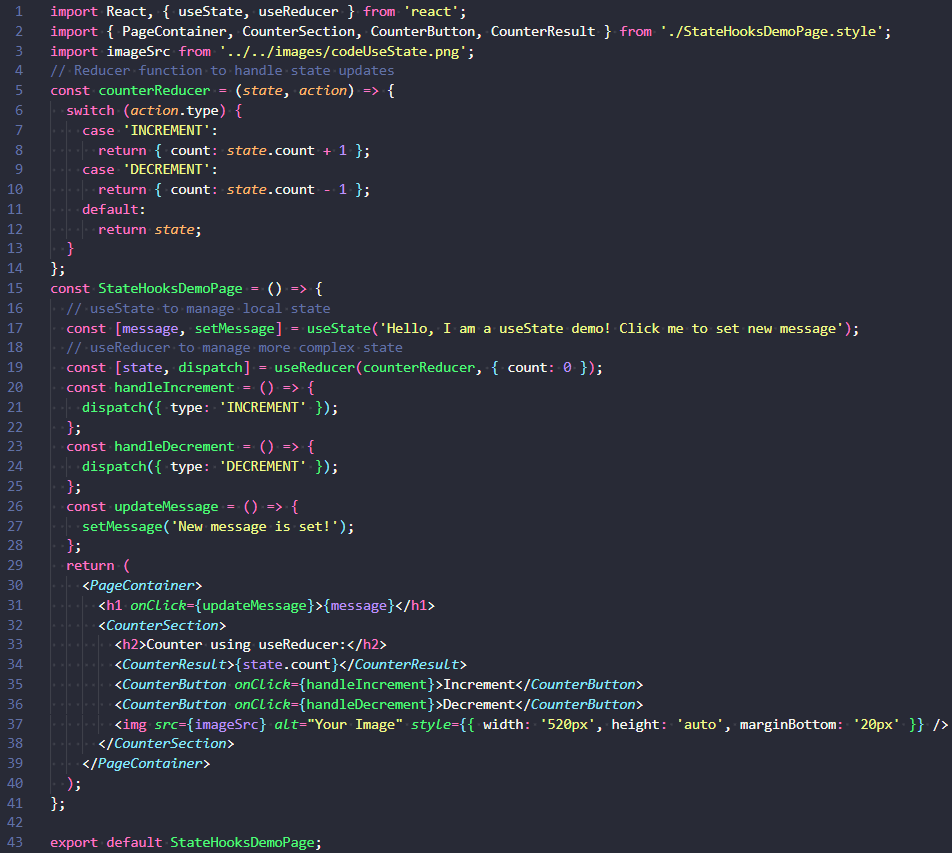 1 import React, { useState, useReducer } from 'react';
2 import { PageContainer, CounterSection, CounterButton, CounterResult } from './StateHooksDemoPage.style';
3 import imageSrc from '../../images/codeUseState.png';
4 // Reducer function to handle state updates
5 const counterReducer = (state, action) => {
6   switch (action.type) {
7     case 'INCREMENT':
8       return { count: state.count + 1 };
9     case 'DECREMENT':
10       return { count: state.count - 1 };
11     default:
12       return state;
13   }
14 };
15 const StateHooksDemoPage = () => {
16   // useState to manage local state
17   const [message, setMessage] = useState('Hello, I am a useState demo! Click me to set new message');
18   // useReducer to manage more complex state
19   const [state, dispatch] = useReducer(counterReducer, { count: 0 });
20   const handleIncrement = () => {
21     dispatch({ type: 'INCREMENT' });
22   };
23   const handleDecrement = () => {
24     dispatch({ type: 'DECREMENT' });
25   };
26   const updateMessage = () => {
27     setMessage('New message is set!');
28   };
29   return (
30     <PageContainer>
31       <h1 onClick={updateMessage}>{message}</h1>
32       <CounterSection>
33         <h2>Counter using useReducer:</h2>
34         <CounterResult>{state.count}</CounterResult>
35         <CounterButton onClick={handleIncrement}>Increment</CounterButton>
36         <CounterButton onClick={handleDecrement}>Decrement</CounterButton>
37         <img src={imageSrc} alt="Your Image" style={{ width: '520px', height: 'auto', marginBottom: '20px' }} />
38       </CounterSection>
39     </PageContainer>
40   );
41 };
42
43 export default StateHooksDemoPage;